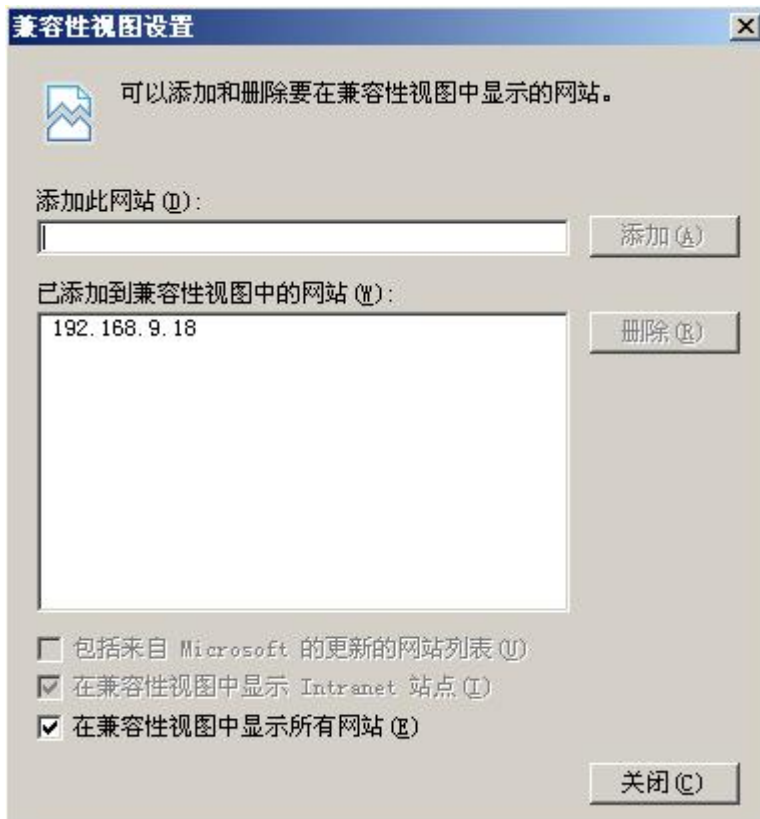 兼容性视图设置
可以添加和删除要在兼容性视图中显示的网站。
添加此网站(D):
添加(A)
已添加到兼容性视图中的网站(W):
192.168.9.18
删除(R)
包括来自 Microsoft 的更新的网站列表(U)
在兼容性视图中显示 Intranet 站点(I)
在兼容性视图中显示所有网站(E)
关闭(C)